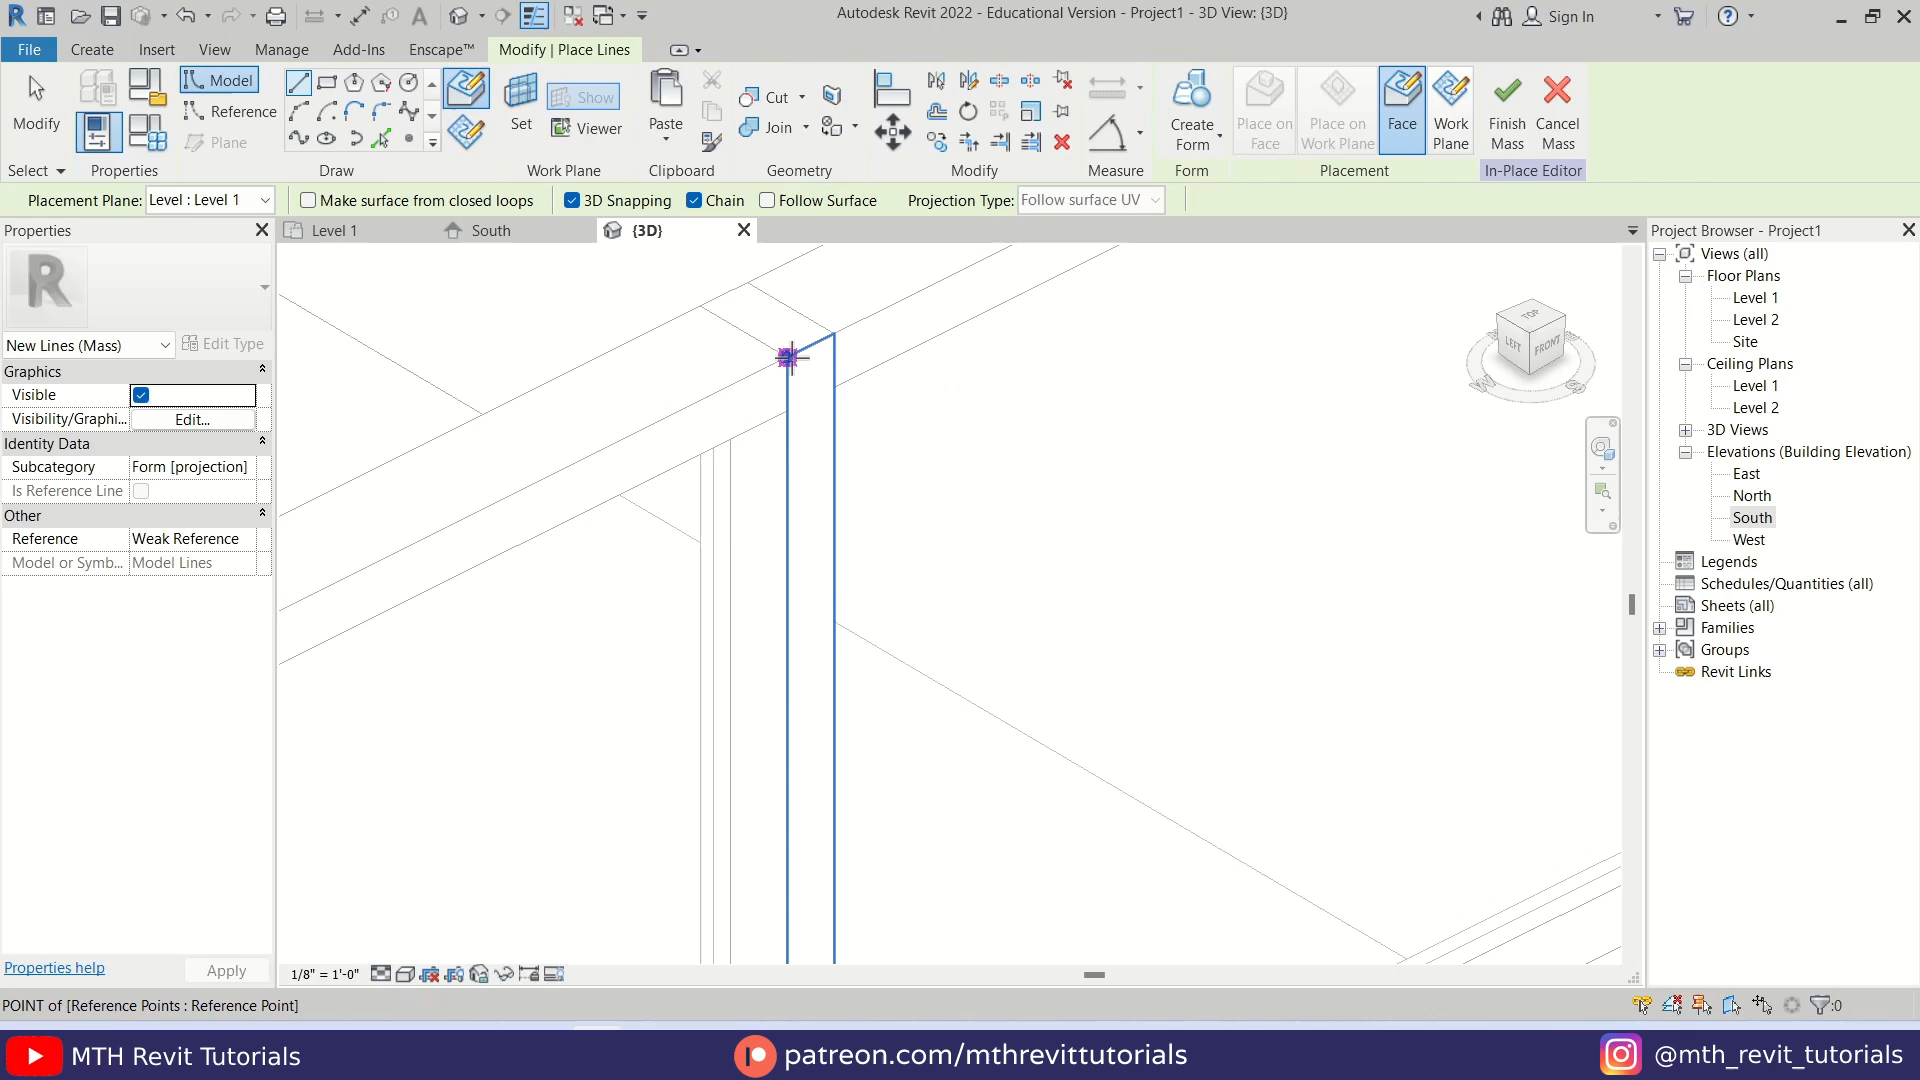 Autodesk Revit 2022 - Educational Version - Project1 - 3D View: {3D}
Sign In
File
Create
Insert
View
Manage
Add-Ins
Enscape™
Modify | Place Lines
Modify
Model
Reference
Plane
Set
Show
Viewer
Paste
Cut
Join
Create
Form
Place on
Face
Place on
Work Plane
Face
Work
Plane
Finish
Mass
Cancel
Mass
Select
Properties
Draw
Work Plane
Clipboard
Geometry
Modify
Measure
Form
Placement
In-Place Editor
Placement Plane: Level : Level 1
Make surface from closed loops
3D Snapping
Chain
Follow Surface
Projection Type: Follow surface UV
Properties
R
New Lines (Mass)
Edit Type
Graphics
Visible
Visibility/Graphi...
Edit...
Identity Data
Subcategory
Form [projection]
Is Reference Line
Other
Reference
Weak Reference
Model or Symb...
Model Lines
Properties help
Apply
Level 1
South
{3D}
TOP
LEFT
FRONT
W
S
Project Browser - Project1
Views (all)
Floor Plans
Level 1
Level 2
Site
Ceiling Plans
Level 1
Level 2
3D Views
Elevations (Building Elevation)
East
North
South
West
Legends
Schedules/Quantities (all)
Sheets (all)
Families
Groups
Revit Links
1/8" = 1'-0"
POINT of [Reference Points : Reference Point]
:0
MTH Revit Tutorials
patreon.com/mthrevittutorials
@mth_revit_tutorials